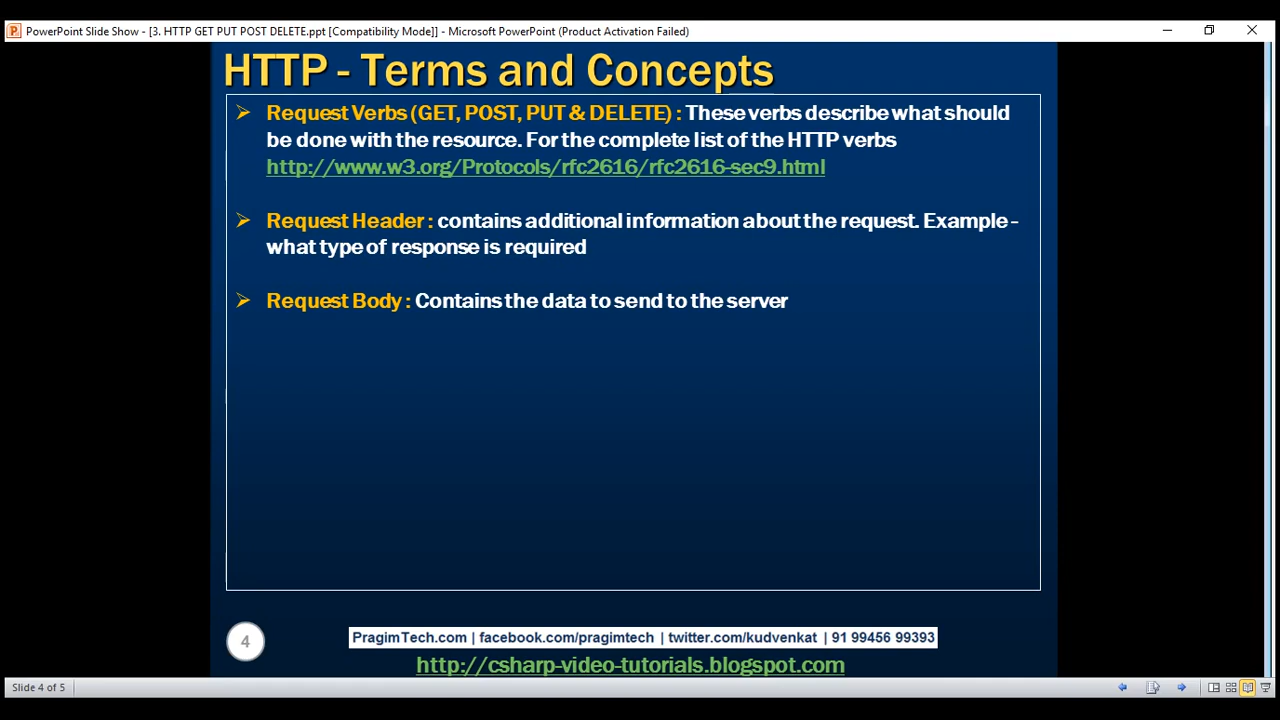 PowerPoint Slide Show - [3. HTTP GET PUT POST DELETE.ppt [Compatibility Mode]] - Microsoft PowerPoint (Product Activation Failed)
HTTP - Terms and Concepts
Request Verbs (GET, POST, PUT & DELETE) : These verbs describe what should
be done with the resource. For the complete list of the HTTP verbs
http://www.w3.org/Protocols/rfc2616/rfc2616-sec9.html
Request Header : contains additional information about the request. Example -
what type of response is required
Request Body : Contains the data to send to the server
4
PragimTech.com | facebook.com/pragimtech | twitter.com/kudvenkat | 91 99456 99393
http://csharp-video-tutorials.blogspot.com
Slide 4 of 5